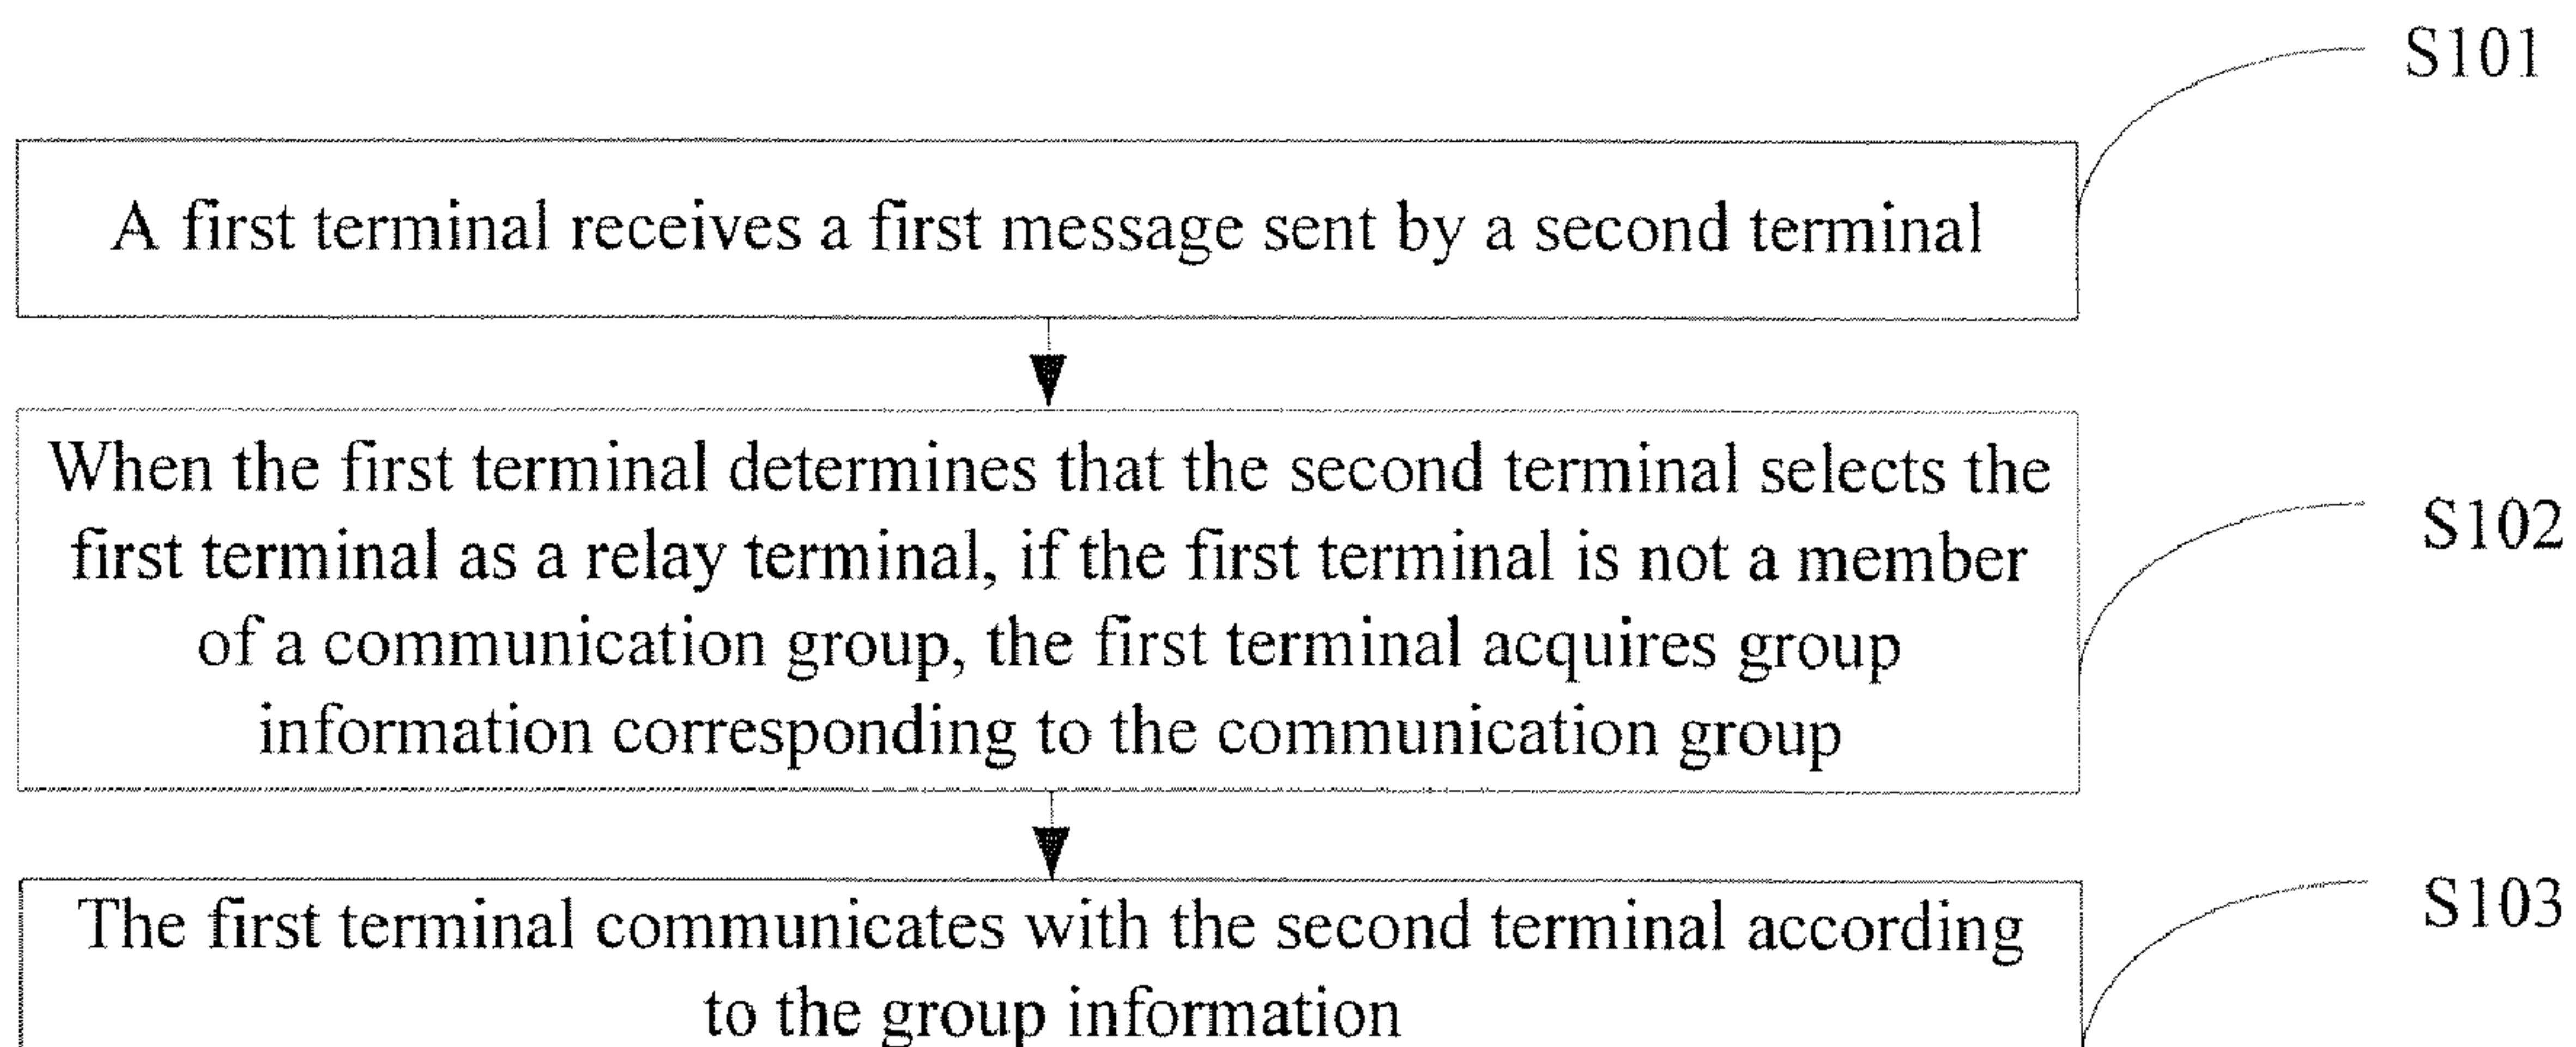 S101
A first terminal receives a first message sent by a second terminal
When the first terminal determines that the second terminal selects the
first terminal as a relay terminal, if the first terminal is not a member
of a communication group, the first terminal acquires group
information corresponding to the communication group
S102
The first terminal communicates with the second terminal according
to the group information
S103